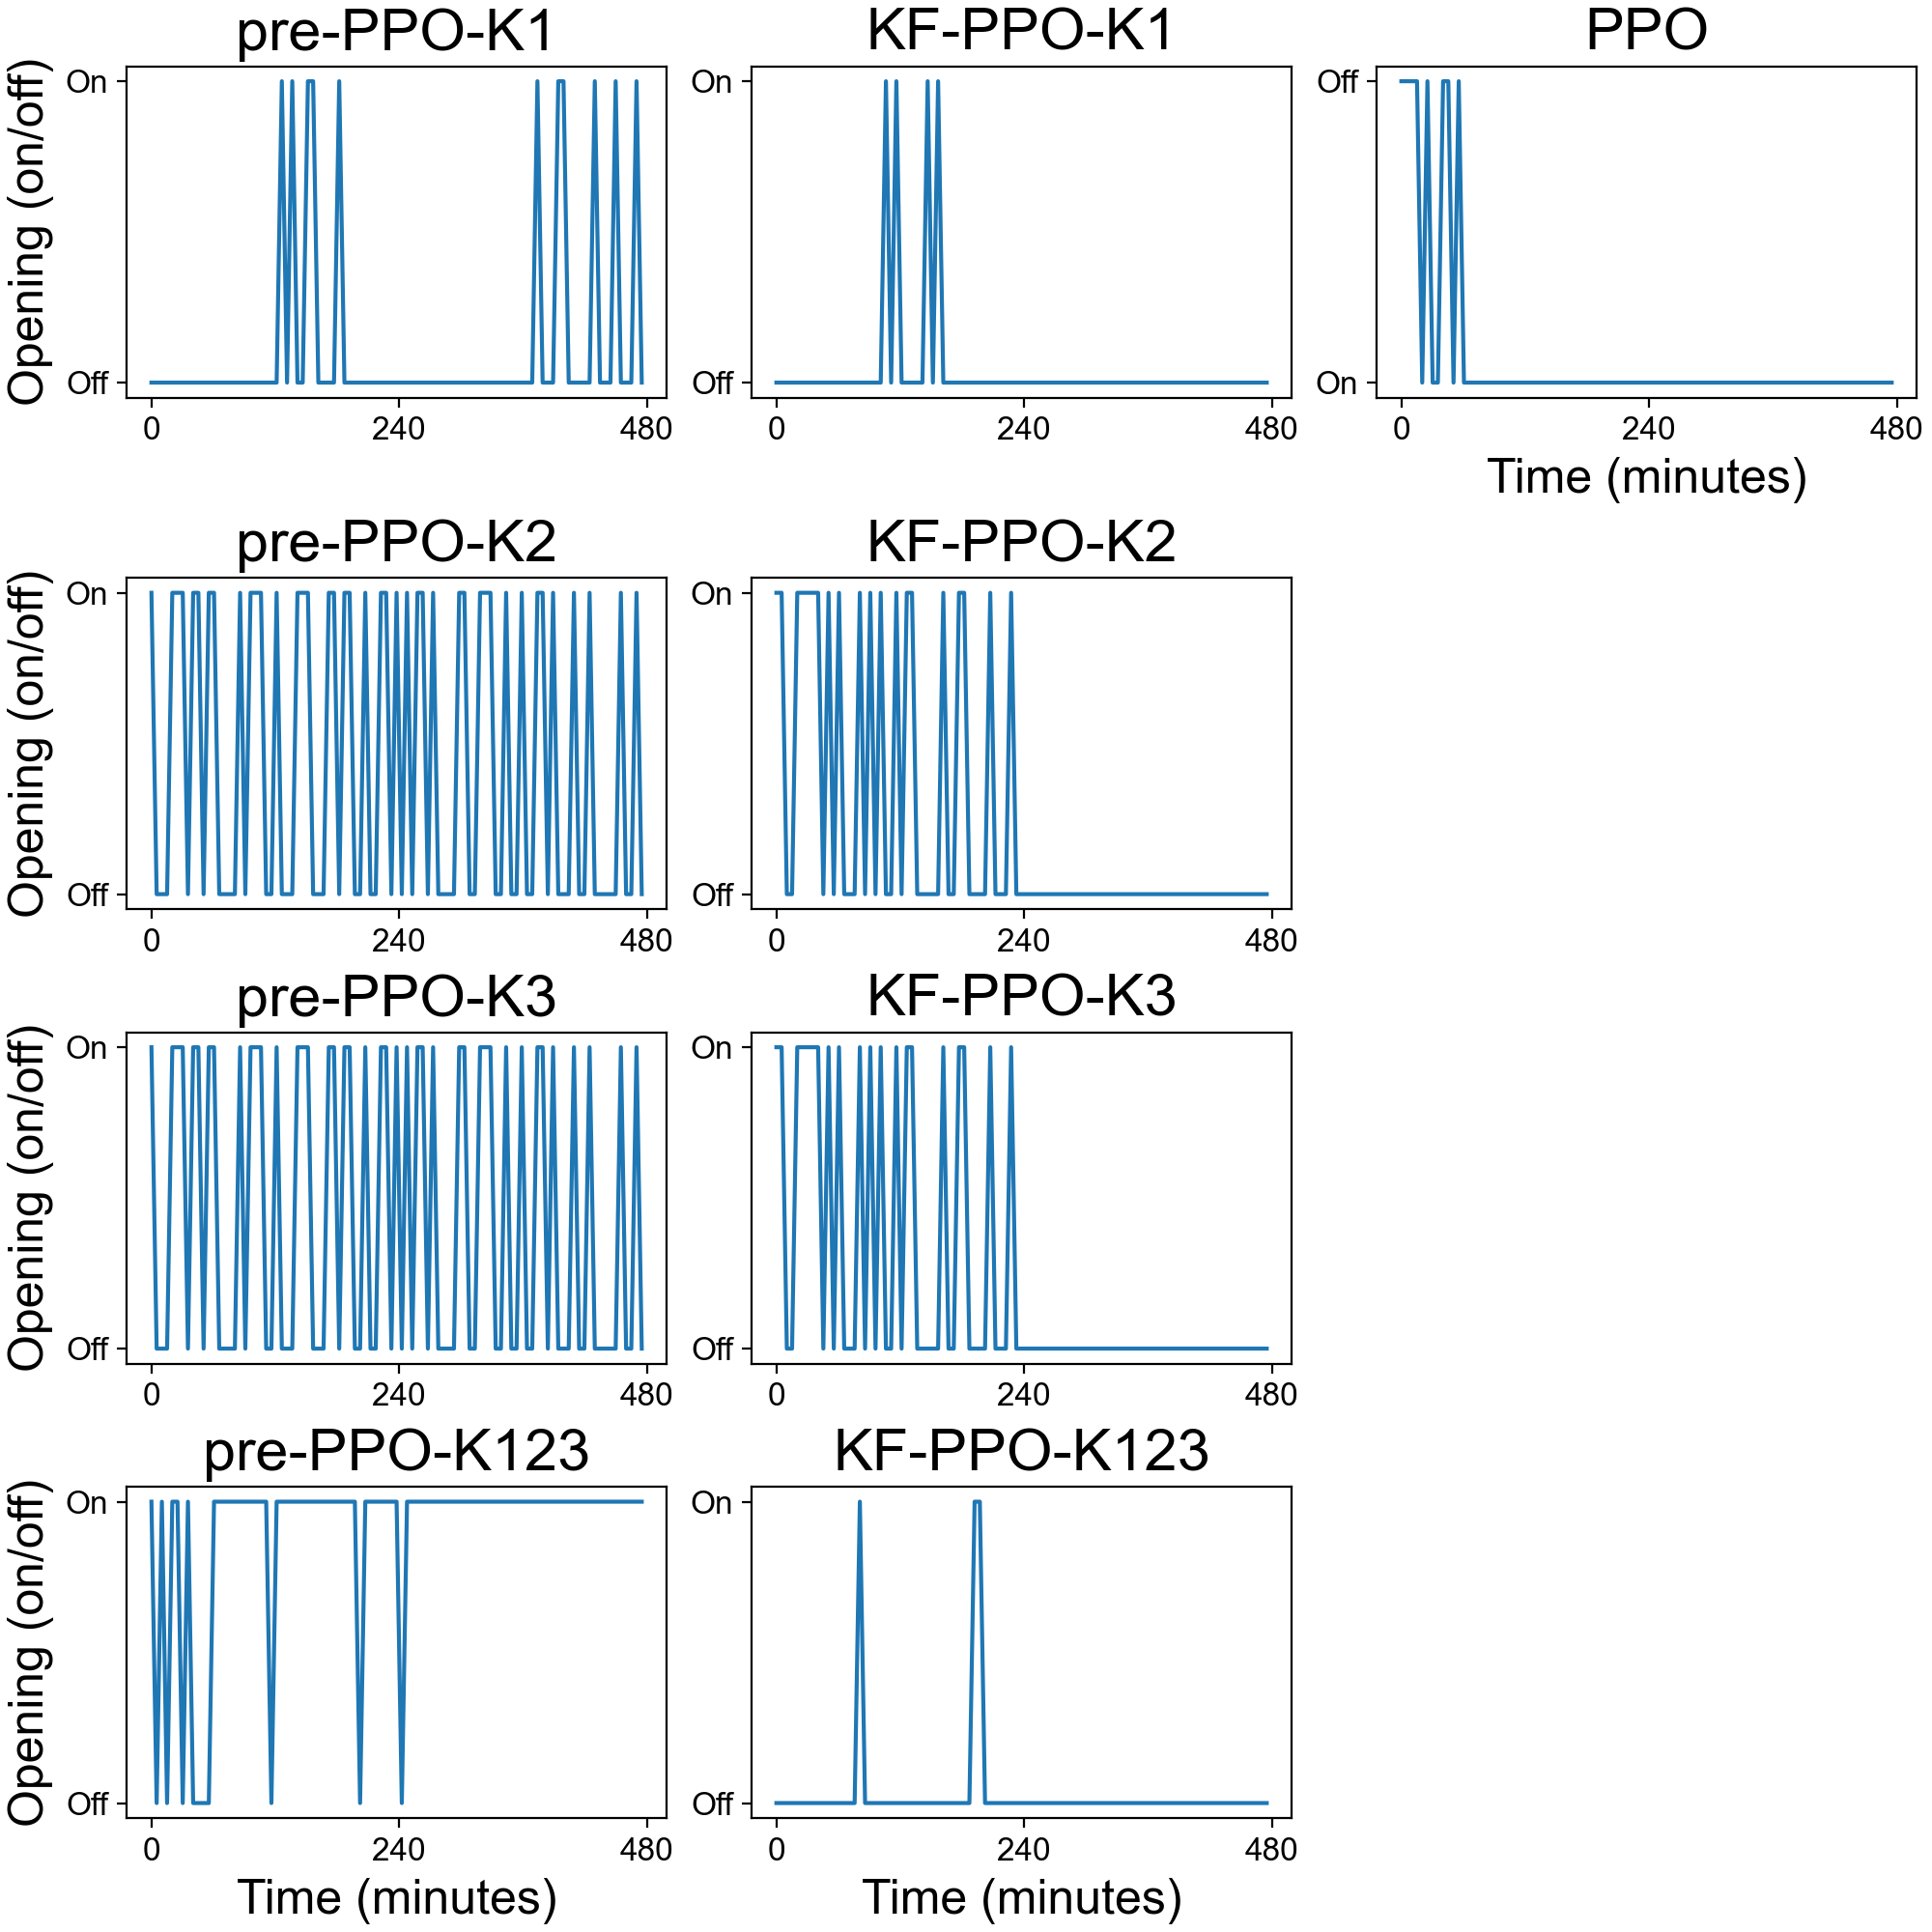 pre-PPO-K1
KF-PPO-K1
PPO
Opening (on/off)
On
Off
0 240 480
On
Off
0 240 480
Off
On
0 240 480
Time (minutes)
pre-PPO-K2
KF-PPO-K2
Opening (on/off)
On
Off
0 240 480
On
Off
0 240 480
pre-PPO-K3
KF-PPO-K3
Opening (on/off)
On
Off
0 240 480
On
Off
0 240 480
pre-PPO-K123
KF-PPO-K123
Opening (on/off)
On
Off
0 240 480
Time (minutes)
On
Off
0 240 480
Time (minutes)